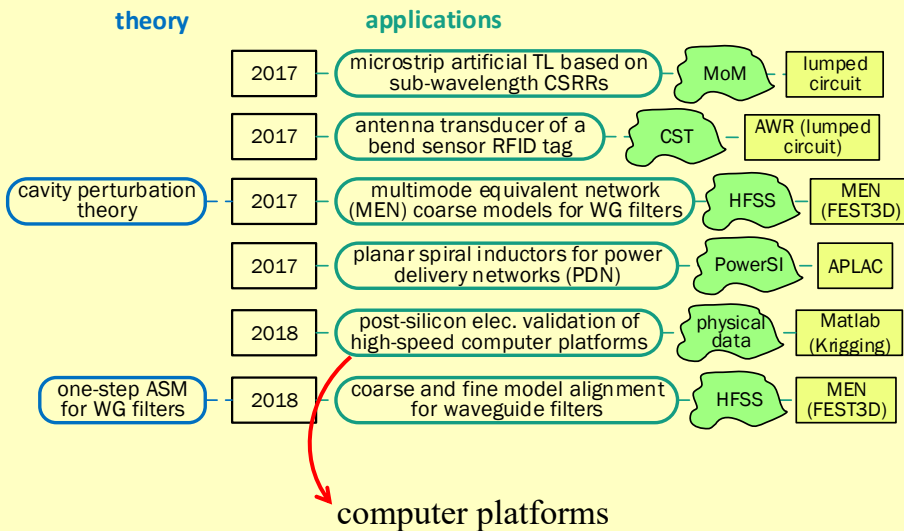 theory
applications
2017
microstrip artificial TL based on
sub-wavelength CSRRs
MoM
lumped
circuit
2017
antenna transducer of a
bend sensor RFID tag
CST
AWR (lumped
circuit)
cavity perturbation
theory
2017
multimode equivalent network
(MEN) coarse models for WG filters
HFSS
MEN
(FEST3D)
2017
planar spiral inductors for power
delivery networks (PDN)
PowerSI
APLAC
2018
post-silicon elec. validation of
high-speed computer platforms
physical
data
Matlab
(Krigging)
one-step ASM
for WG filters
2018
coarse and fine model alignment
for waveguide filters
HFSS
MEN
(FEST3D)
computer platforms